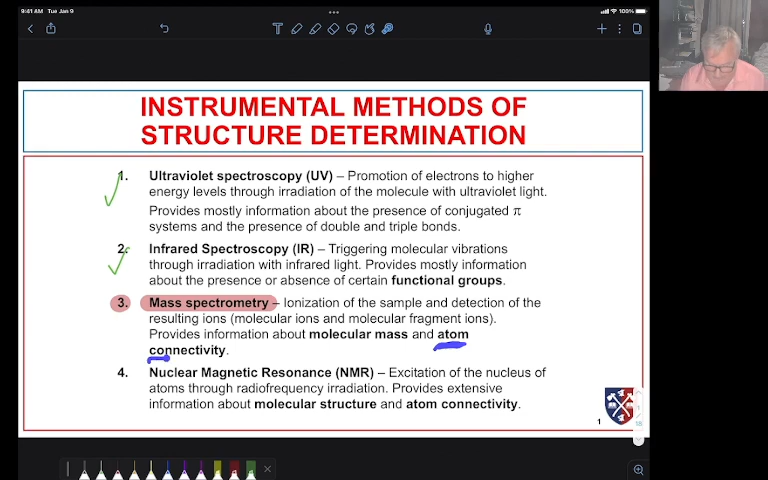 9:41 AM Tue Jan 9
100%
INSTRUMENTAL METHODS OF
STRUCTURE DETERMINATION
1. Ultraviolet spectroscopy (UV) – Promotion of electrons to higher
energy levels through irradiation of the molecule with ultraviolet light.
Provides mostly information about the presence of conjugated π
systems and the presence of double and triple bonds.
2. Infrared Spectroscopy (IR) – Triggering molecular vibrations
through irradiation with infrared light. Provides mostly information
about the presence or absence of certain functional groups.
3. Mass spectrometry – Ionization of the sample and detection of the
resulting ions (molecular ions and molecular fragment ions).
Provides information about molecular mass and atom
connectivity.
4. Nuclear Magnetic Resonance (NMR) – Excitation of the nucleus of
atoms through radiofrequency irradiation. Provides extensive
information about molecular structure and atom connectivity.
1